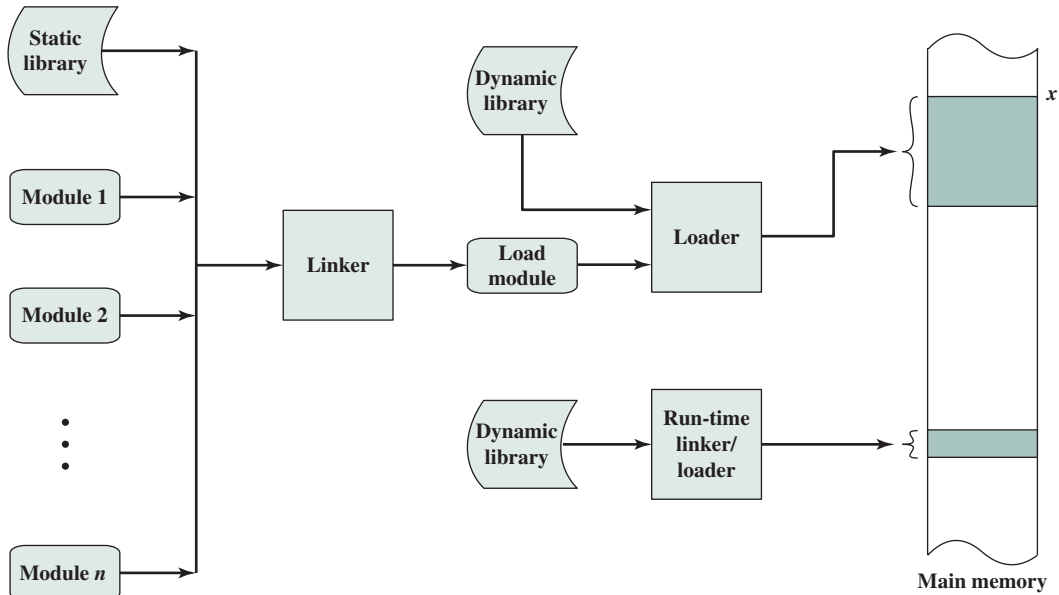 Static
library
Module 1
Module 2
Module n
Linker
Dynamic
library
Load
module
Loader
Dynamic
library
Run-time
linker/
loader
x
Main memory